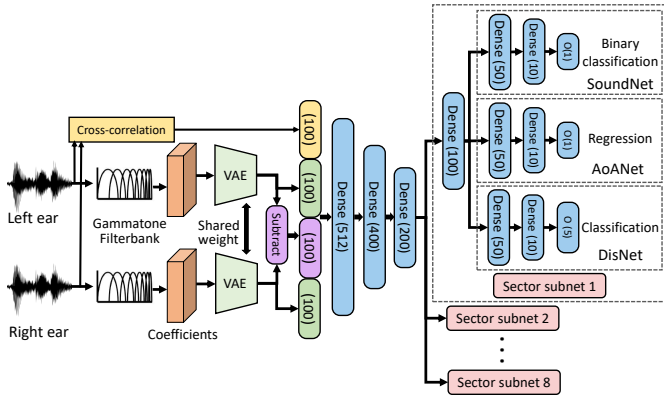 Cross-correlation
Left ear
Gammatone
Filterbank
VAE
Shared
weight
Right ear
Coefficients
VAE
Subtract
(100)
(100)
(100)
(100)
Dense (512)
Dense (400)
Dense (200)
Dense (100)
Dense (50)
Dense (10)
O(1)
Binary
classification
SoundNet
Dense (50)
Dense (10)
O(1)
Regression
AoANet
Dense (50)
Dense (10)
O (5)
Classification
DisNet
Sector subnet 1
Sector subnet 2
Sector subnet 8